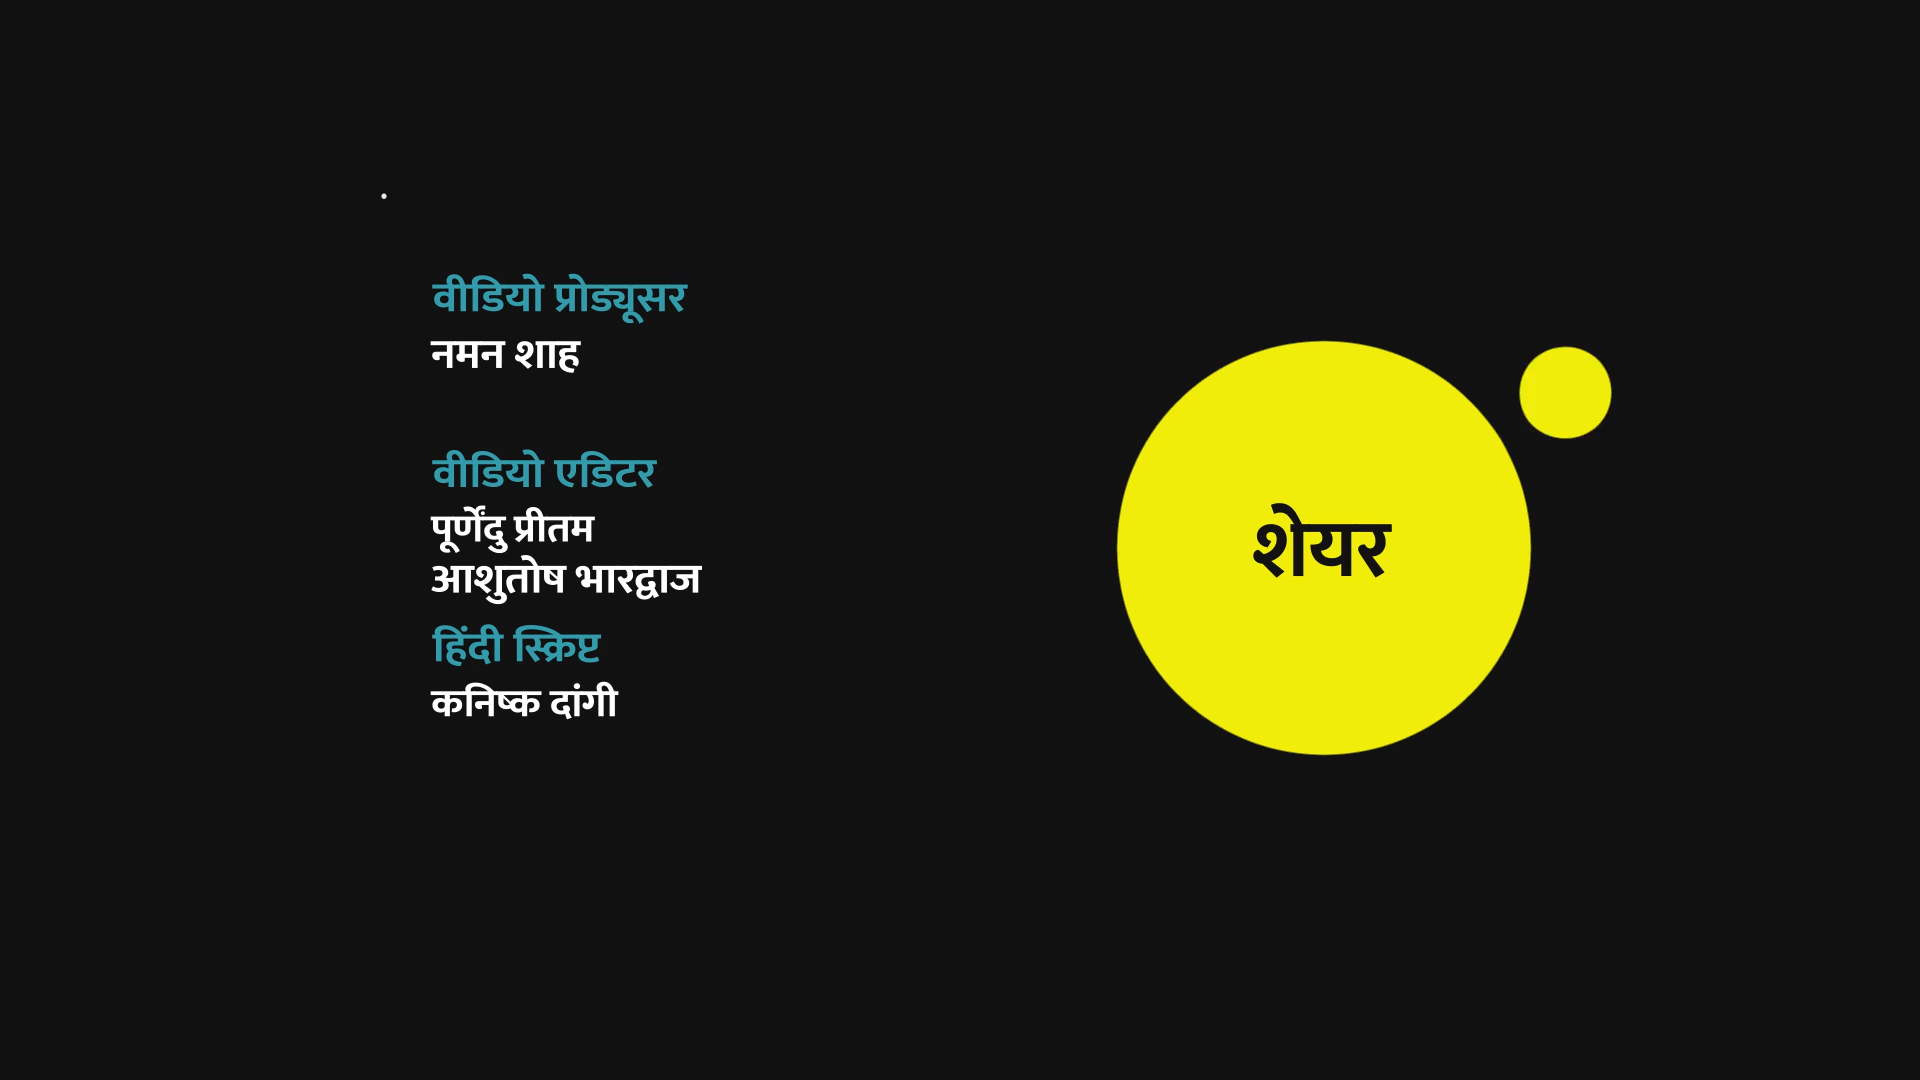 वीडियो प्रोड्यूसर
नमन शाह
वीडियो एडिटर
पूर्णेंदु प्रीतम
आशुतोष भारद्वाज
हिंदी स्क्रिप्ट
कनिष्क दांगी
शेयर